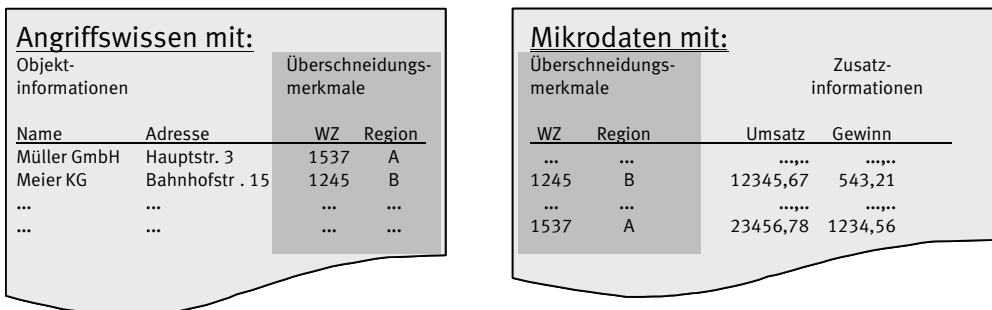 Angriffswissen mit:
Objekt- Überschneidungs-
informationen merkmale
Name Adresse WZ Region
Müller GmbH Hauptstr. 3 1537 A
Meier KG Bahnhofstr . 15 1245 B
... ... ... ...
... ... ... ...
Mikrodaten mit:
Überschneidungs- Zusatz-
merkmale informationen
WZ Region Umsatz Gewinn
... ... ...,.. ...,..
1245 B 12345,67 543,21
... ... ...,.. ...,..
1537 A 23456,78 1234,56